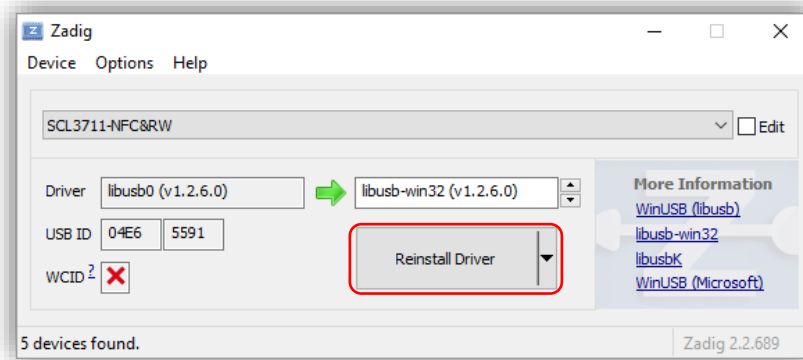 Zadig
Device Options Help
SCL3711-NFC&RW
Edit
Driver libusb0 (v1.2.6.0) libusb-win32 (v1.2.6.0)
USB ID 04E6 5591
WCID ?
Reinstall Driver
More Information
WinUSB (libusb)
libusb-win32
libusbK
WinUSB (Microsoft)
5 devices found.
Zadig 2.2.689